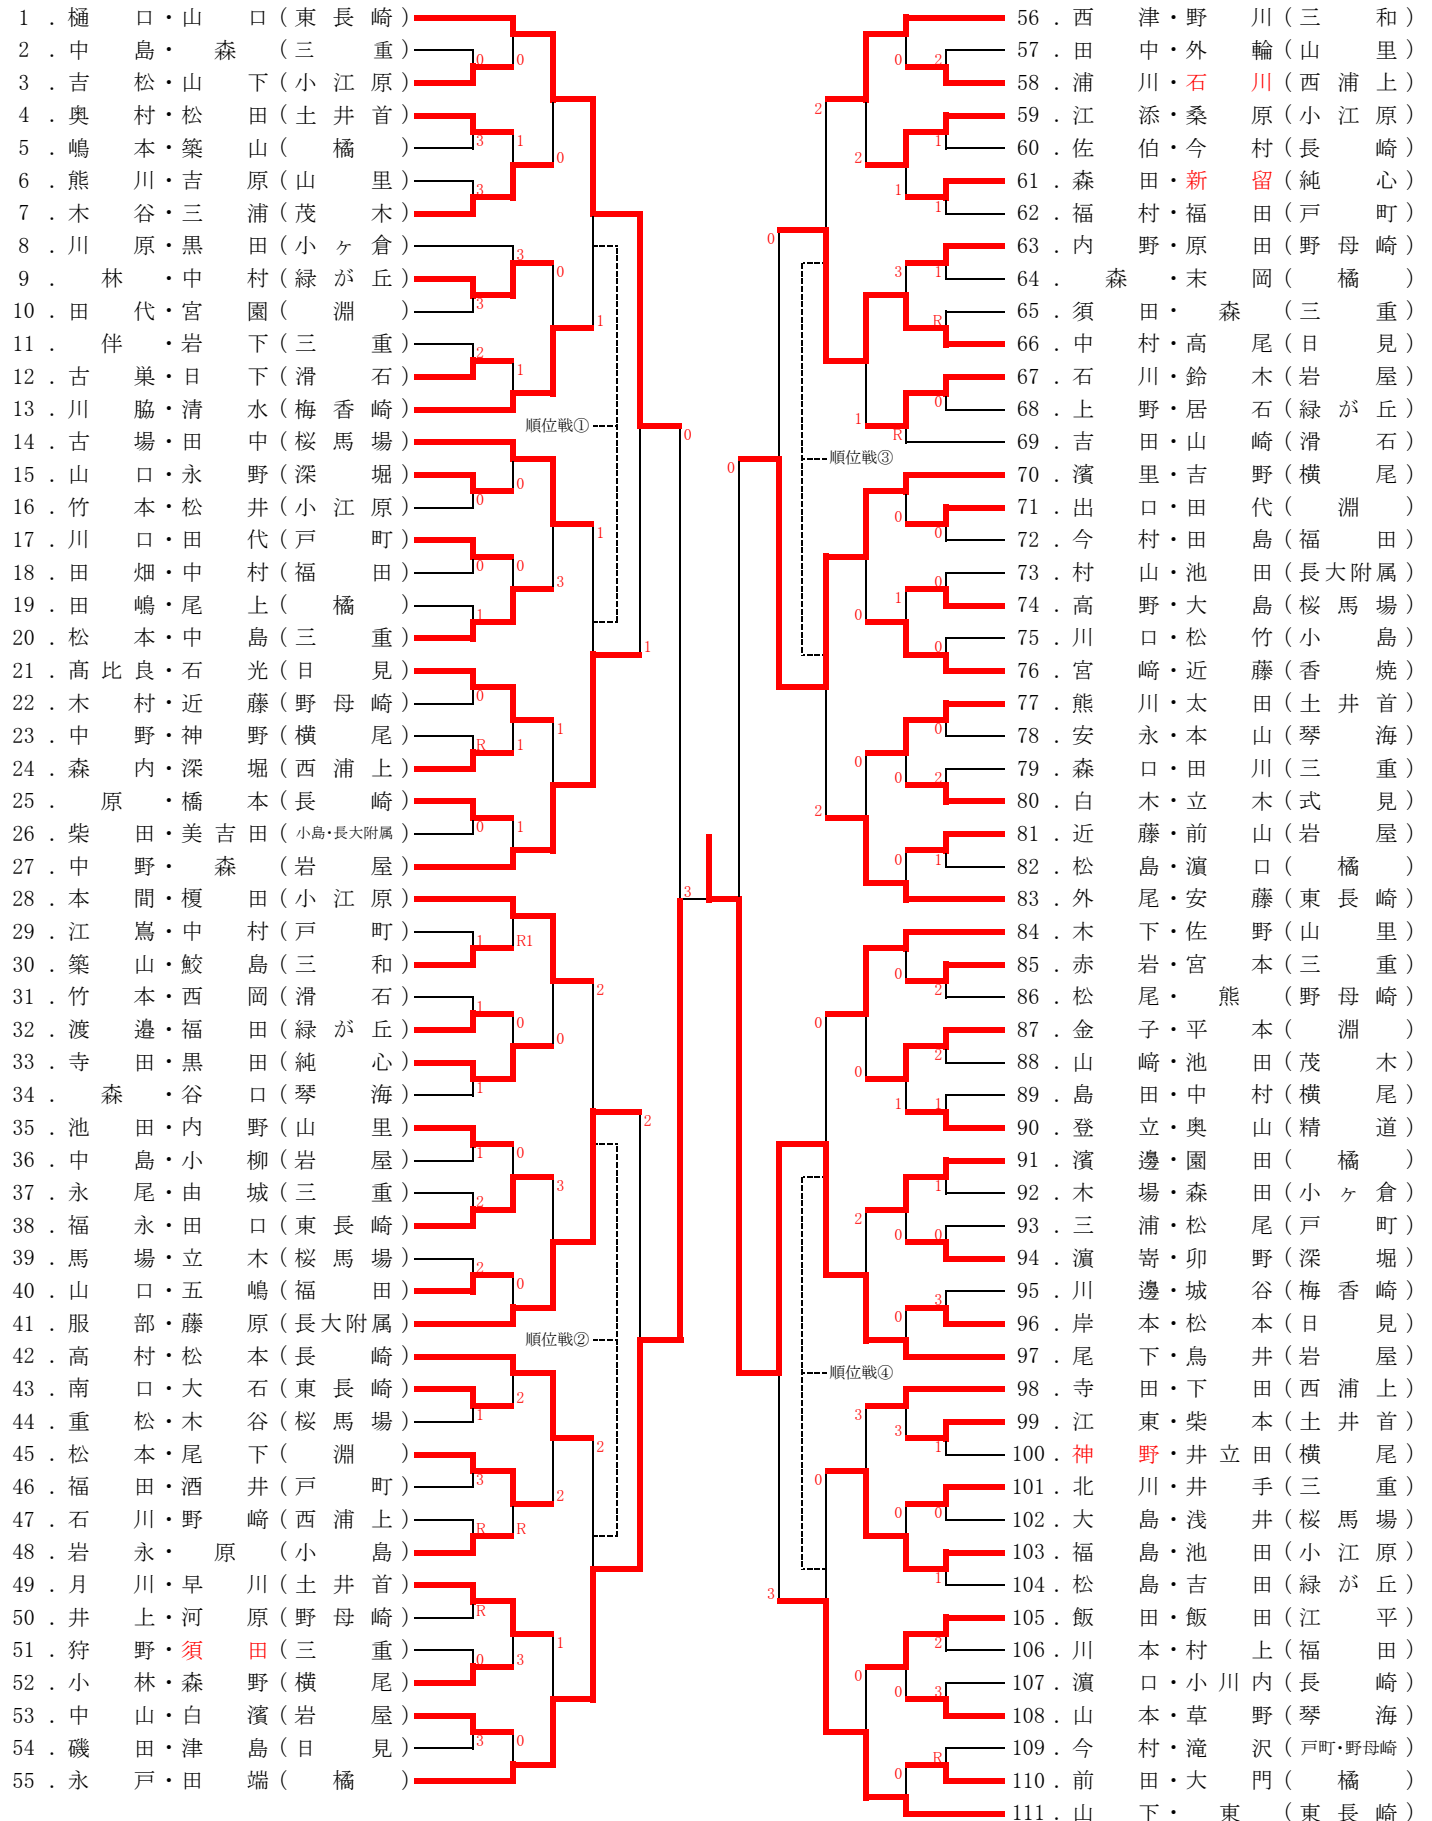 1 . 樋口・山口 (東長崎)
2 . 中島・森 (三重)
3 . 吉松・山下 (小江原)
4 . 奥村・松田 (土井首)
5 . 嶋本・築山 (橘)
6 . 熊川・吉原 (山里)
7 . 木谷・三浦 (茂木)
8 . 川原・黒田 (小ヶ倉)
9 . 林・中村 (緑が丘)
10 . 田代・宮園 (淵)
11 . 伴・岩下 (三重)
12 . 古巣・日下 (滑石)
13 . 川脇・清水 (梅香崎)
14 . 古場・田中 (桜馬場)
15 . 山口・永野 (深堀)
16 . 竹本・松井 (小江原)
17 . 川口・田代 (戸町)
18 . 田畑・中村 (福田)
19 . 田嶋・尾上 (橘)
20 . 松本・中島 (三重)
21 . 髙比良・石光 (日見)
22 . 木村・近藤 (野母崎)
23 . 中野・神野 (横尾)
24 . 森内・深堀 (西浦上)
25 . 原・橋本 (長崎)
26 . 柴田・美吉田 (小島・長大附属)
27 . 中野・森 (岩屋)
28 . 本間・榎田 (小江原)
29 . 江嶌・中村 (戸町)
30 . 築山・鮫島 (三和)
31 . 竹本・西岡 (滑石)
32 . 渡邉・福田 (緑が丘)
33 . 寺田・黒田 (純心)
34 . 森・谷口 (琴海)
35 . 池田・内野 (山里)
36 . 中島・小柳 (岩屋)
37 . 永尾・由城 (三重)
38 . 福永・田口 (東長崎)
39 . 馬場・立木 (桜馬場)
40 . 山口・五嶋 (福田)
41 . 服部・藤原 (長大附属)
42 . 高村・松本 (長崎)
43 . 南口・大石 (東長崎)
44 . 重松・木谷 (桜馬場)
45 . 松本・尾下 (淵)
46 . 福田・酒井 (戸町)
47 . 石川・野﨑 (西浦上)
48 . 岩永・原 (小島)
49 . 月川・早川 (土井首)
50 . 井上・河原 (野母崎)
51 . 狩野・須田 (三重)
52 . 小林・森野 (横尾)
53 . 中山・白濱 (岩屋)
54 . 磯田・津島 (日見)
55 . 永戸・田端 (橘)
順位戦①
順位戦②
順位戦③
順位戦④
56 . 西津・野川 (三和)
57 . 田中・外輪 (山里)
58 . 浦川・石川 (西浦上)
59 . 江添・桑原 (小江原)
60 . 佐伯・今村 (長崎)
61 . 森田・新留 (純心)
62 . 福村・福田 (戸町)
63 . 内野・原田 (野母崎)
64 . 森・末岡 (橘)
65 . 須田・森 (三重)
66 . 中村・高尾 (日見)
67 . 石川・鈴木 (岩屋)
68 . 上野・居石 (緑が丘)
69 . 吉田・山崎 (滑石)
70 . 濱里・吉野 (横尾)
71 . 出口・田代 (淵)
72 . 今村・田島 (福田)
73 . 村山・池田 (長大附属)
74 . 高野・大島 (桜馬場)
75 . 川口・松竹 (小島)
76 . 宮﨑・近藤 (香焼)
77 . 熊川・太田 (土井首)
78 . 安永・本山 (琴海)
79 . 森口・田川 (三重)
80 . 白木・立木 (式見)
81 . 近藤・前山 (岩屋)
82 . 松島・濵口 (橘)
83 . 外尾・安藤 (東長崎)
84 . 木下・佐野 (山里)
85 . 赤岩・宮本 (三重)
86 . 松尾・熊 (野母崎)
87 . 金子・平本 (淵)
88 . 山﨑・池田 (茂木)
89 . 島田・中村 (横尾)
90 . 登立・奥山 (精道)
91 . 濱邊・園田 (橘)
92 . 木場・森田 (小ヶ倉)
93 . 三浦・松尾 (戸町)
94 . 濵嵜・卯野 (深堀)
95 . 川邊・城谷 (梅香崎)
96 . 岸本・松本 (日見)
97 . 尾下・鳥井 (岩屋)
98 . 寺田・下田 (西浦上)
99 . 江東・柴本 (土井首)
100 . 神野・井立田 (横尾)
101 . 北川・井手 (三重)
102 . 大島・浅井 (桜馬場)
103 . 福島・池田 (小江原)
104 . 松島・吉田 (緑が丘)
105 . 飯田・飯田 (江平)
106 . 川本・村上 (福田)
107 . 濵口・小川内 (長崎)
108 . 山本・草野 (琴海)
109 . 今村・滝沢 (戸町・野母崎)
110 . 前田・大門 (橘)
111 . 山下・東 (東長崎)